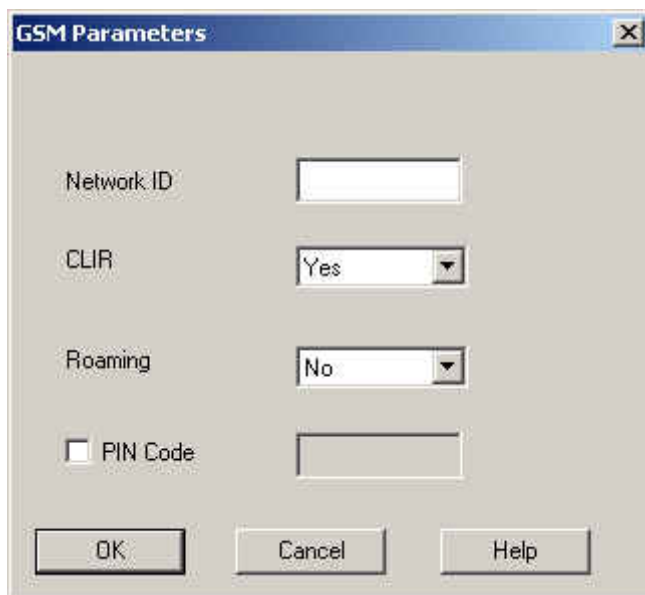 GSM Parameters
Network ID
CLIR Yes
Roaming No
PIN Code
OK Cancel Help